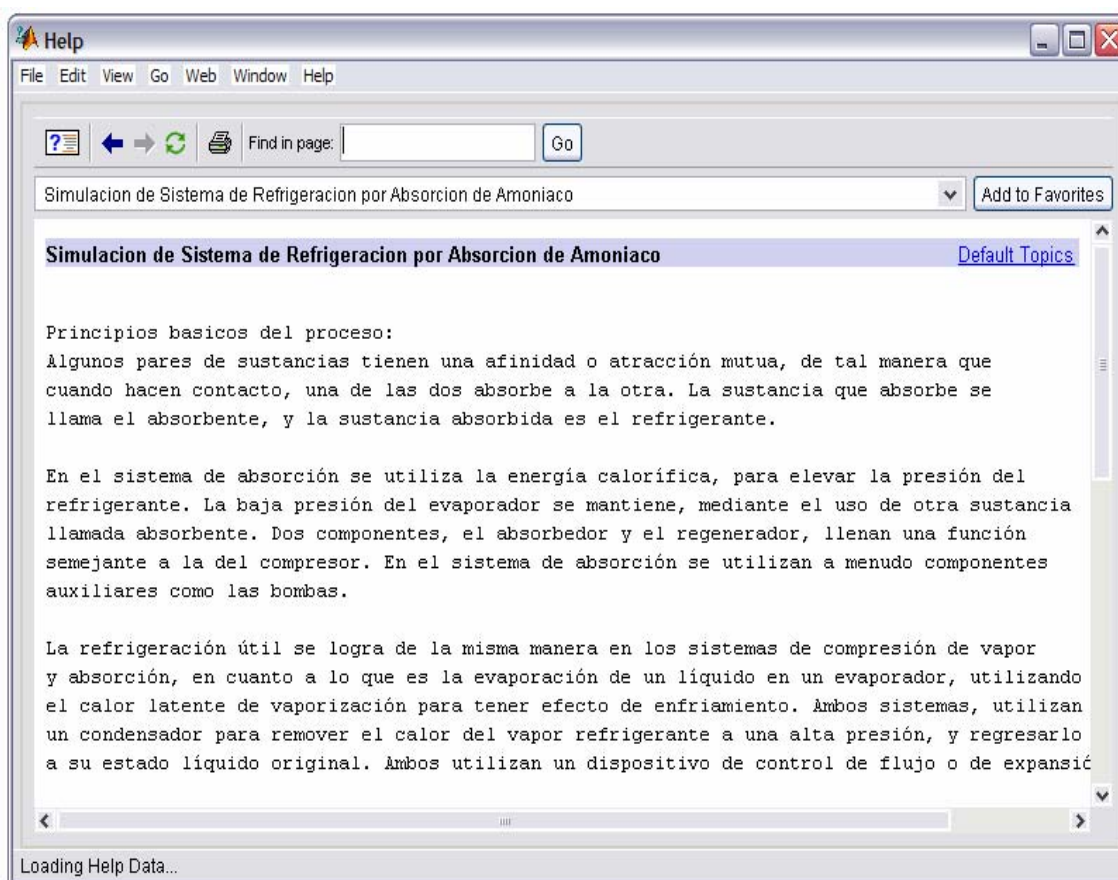 Help
File Edit View Go Web Window Help
Find in page: Go
Simulacion de Sistema de Refrigeracion por Absorcion de Amoniaco Add to Favorites
Simulacion de Sistema de Refrigeracion por Absorcion de Amoniaco Default Topics
Principios basicos del proceso:
Algunos pares de sustancias tienen una afinidad o atracción mutua, de tal manera que
cuando hacen contacto, una de las dos absorbe a la otra. La sustancia que absorbe se
llama el absorbente, y la sustancia absorbida es el refrigerante.
En el sistema de absorción se utiliza la energía calorífica, para elevar la presión del
refrigerante. La baja presión del evaporador se mantiene, mediante el uso de otra sustancia
llamada absorbente. Dos componentes, el absorbedor y el regenerador, llenan una función
semejante a la del compresor. En el sistema de absorción se utilizan a menudo componentes
auxiliares como las bombas.
La refrigeración útil se logra de la misma manera en los sistemas de compresión de vapor
y absorción, en cuanto a lo que es la evaporación de un líquido en un evaporador, utilizando
el calor latente de vaporización para tener efecto de enfriamiento. Ambos sistemas, utilizan
un condensador para remover el calor del vapor refrigerante a una alta presión, y regresarlo
a su estado líquido original. Ambos utilizan un dispositivo de control de flujo o de expansió
Loading Help Data...